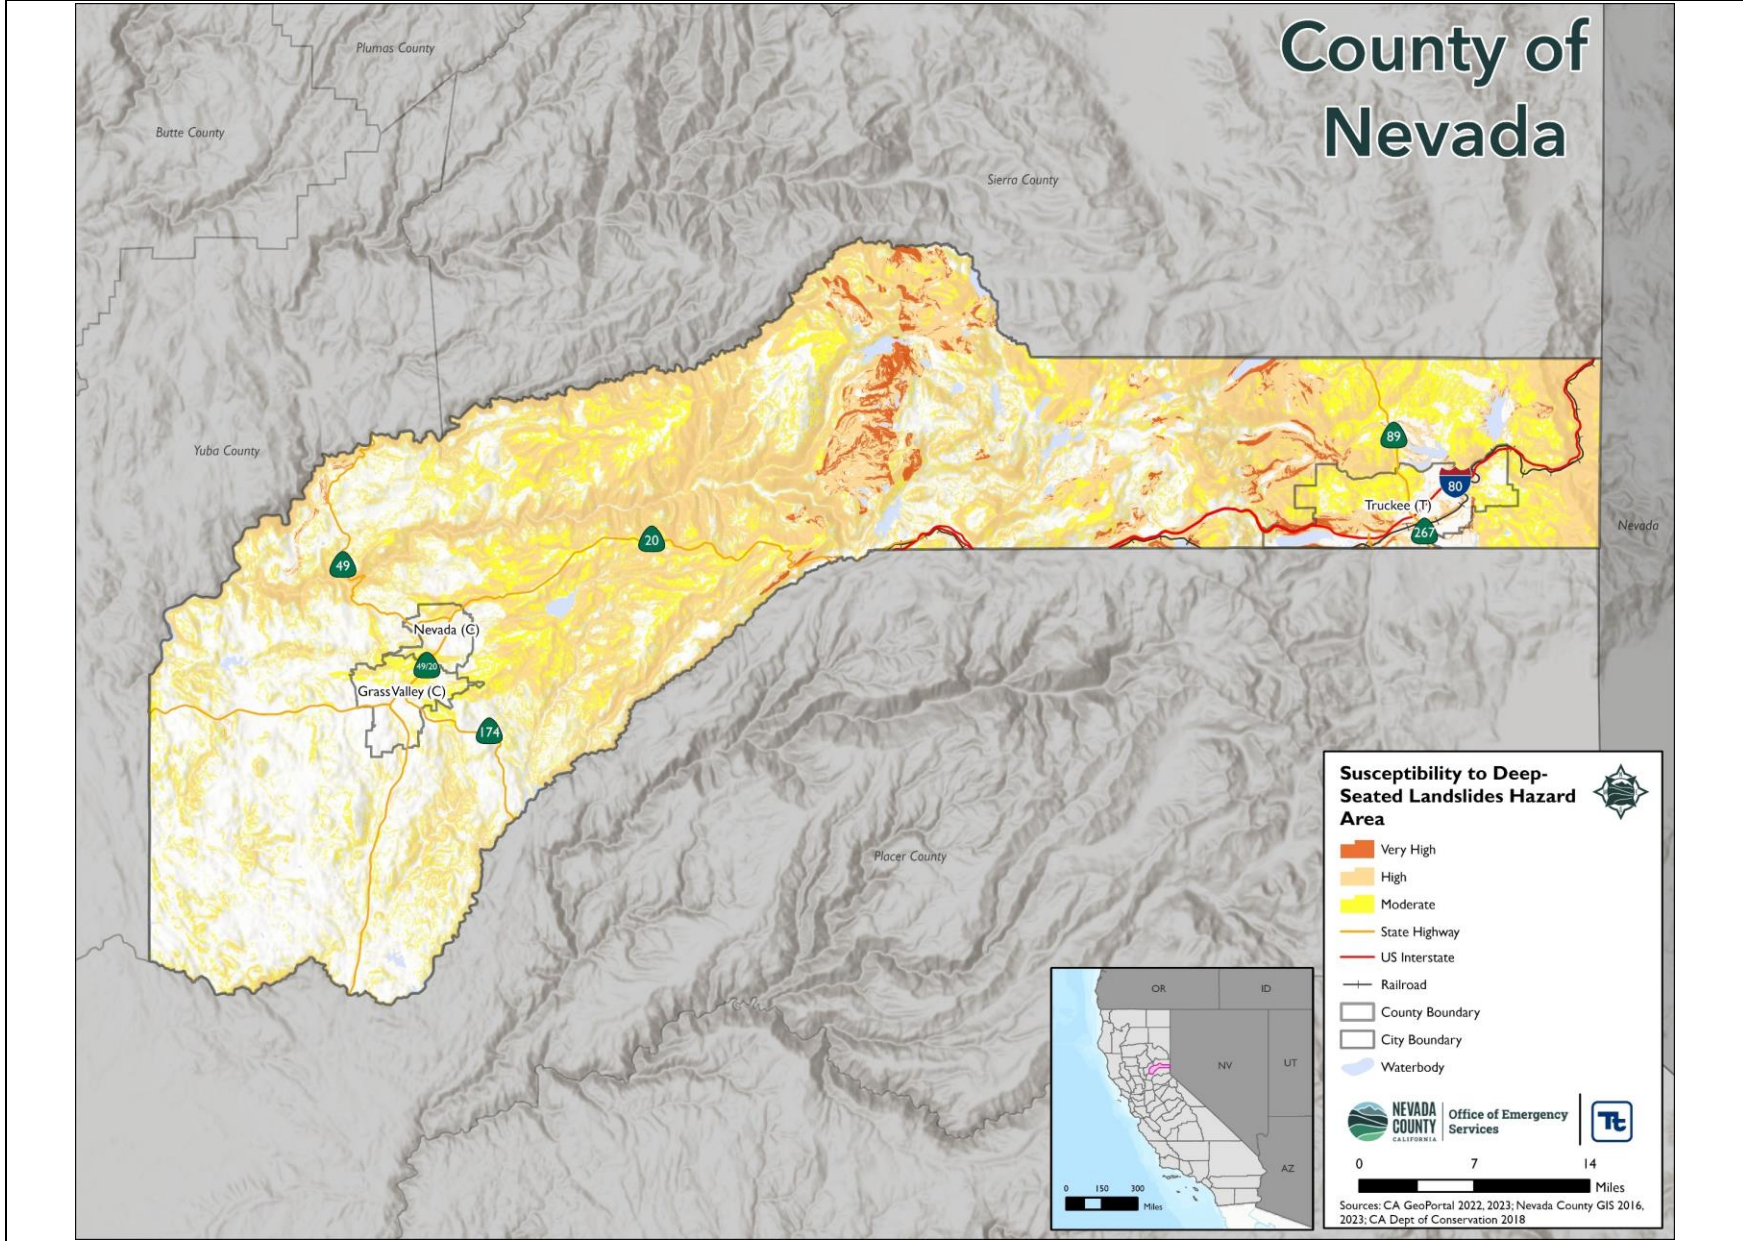 County of
Nevada
Plumas County
Butte County
Sierra County
Yuba County
89
80
Truckee (T)
267
Nevada
20
49
Nevada (C)
49/20
Grass Valley (C)
174
Placer County
Susceptibility to Deep-
Seated Landslides Hazard
Area
Very High
High
Moderate
State Highway
US Interstate
Railroad
County Boundary
City Boundary
Waterbody
NEVADA
COUNTY
CALIFORNIA
Office of Emergency
Services
Tt
0 7 14
Miles
Sources: CA GeoPortal 2022, 2023; Nevada County GIS 2016,
2023; CA Dept of Conservation 2018
OR ID
NV UT
AZ
0 150 300
Miles